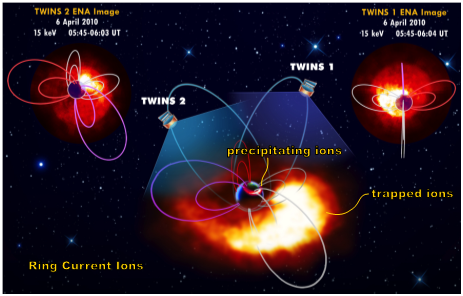 TWINS 2 ENA Image
6 April 2010
15 keV 05:45-06:03 UT
TWINS 1 ENA Image
6 April 2010
15 keV 05:45-06:04 UT
TWINS 1
TWINS 2
precipitating ions
trapped ions
Ring Current Ions